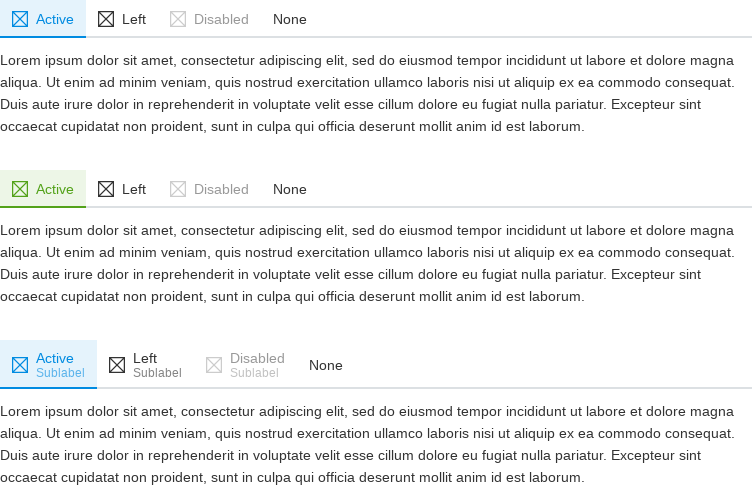 Active Left Disabled None
Lorem ipsum dolor sit amet, consectetur adipiscing elit, sed do eiusmod tempor incididunt ut labore et dolore magna
aliqua. Ut enim ad minim veniam, quis nostrud exercitation ullamco laboris nisi ut aliquip ex ea commodo consequat.
Duis aute irure dolor in reprehenderit in voluptate velit esse cillum dolore eu fugiat nulla pariatur. Excepteur sint
occaecat cupidatat non proident, sunt in culpa qui officia deserunt mollit anim id est laborum.
Active Left Disabled None
Lorem ipsum dolor sit amet, consectetur adipiscing elit, sed do eiusmod tempor incididunt ut labore et dolore magna
aliqua. Ut enim ad minim veniam, quis nostrud exercitation ullamco laboris nisi ut aliquip ex ea commodo consequat.
Duis aute irure dolor in reprehenderit in voluptate velit esse cillum dolore eu fugiat nulla pariatur. Excepteur sint
occaecat cupidatat non proident, sunt in culpa qui officia deserunt mollit anim id est laborum.
Active Left Disabled None
Sublabel Sublabel Sublabel
Lorem ipsum dolor sit amet, consectetur adipiscing elit, sed do eiusmod tempor incididunt ut labore et dolore magna
aliqua. Ut enim ad minim veniam, quis nostrud exercitation ullamco laboris nisi ut aliquip ex ea commodo consequat.
Duis aute irure dolor in reprehenderit in voluptate velit esse cillum dolore eu fugiat nulla pariatur. Excepteur sint
occaecat cupidatat non proident, sunt in culpa qui officia deserunt mollit anim id est laborum.